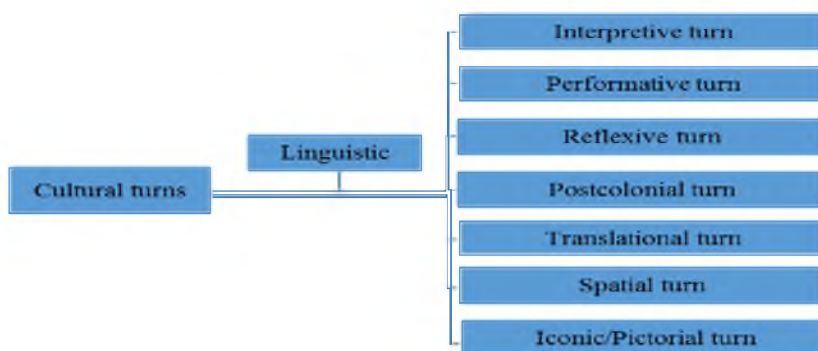 Cultural turns
Linguistic
Interpretive turn
Performative turn
Reflexive turn
Postcolonial turn
Translational turn
Spatial turn
Iconic/Pictorial turn